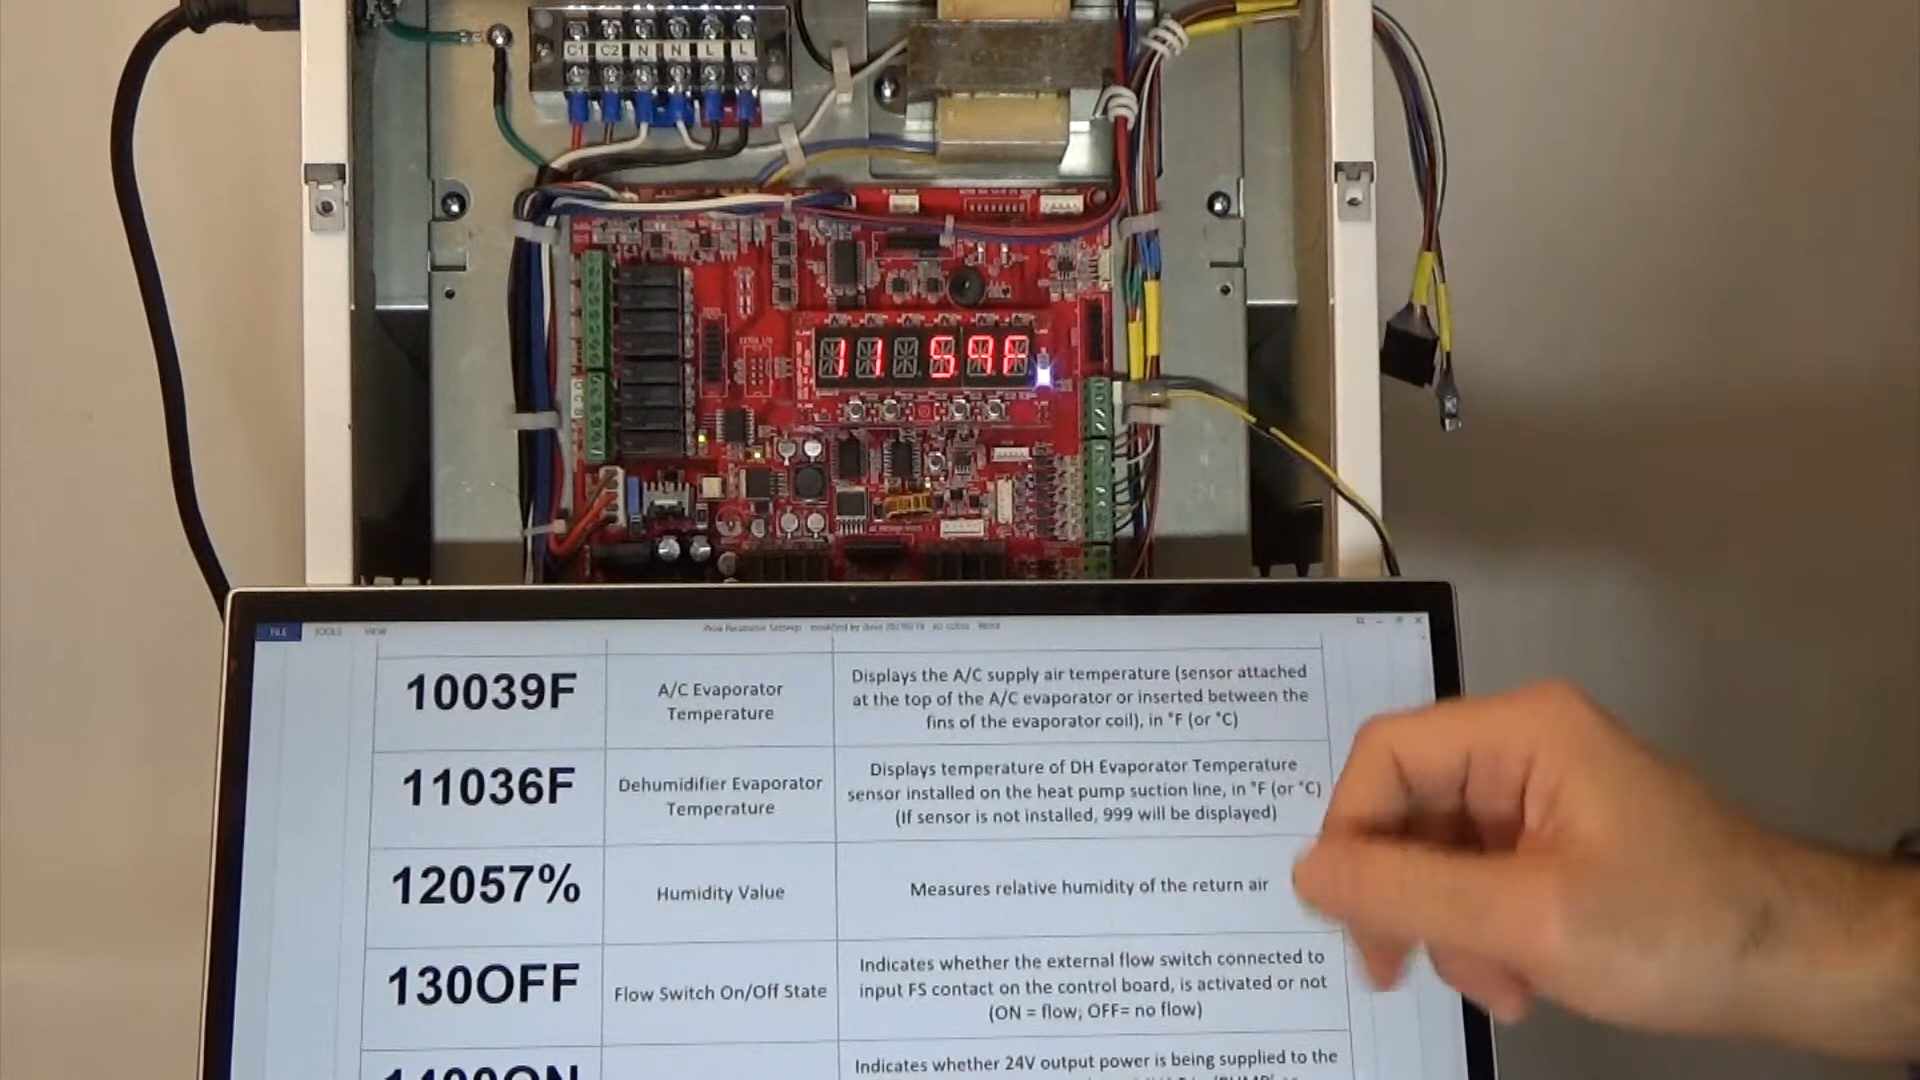 C1 C2 N N L L
11 59F
FILE TOOLS VIEW
10039F
A/C Evaporator
Temperature
Displays the A/C supply air temperature (sensor attached
at the top of the A/C evaporator or inserted between the
fins of the evaporator coil), in °F (or °C)
11036F
Dehumidifier Evaporator
Temperature
Displays temperature of DH Evaporator Temperature
sensor installed on the heat pump suction line, in °F (or °C)
(If sensor is not installed, 999 will be displayed)
12057%
Humidity Value
Measures relative humidity of the return air
130OFF
Flow Switch On/Off State
Indicates whether the external flow switch connected to
input FS contact on the control board, is activated or not
(ON = flow, OFF= no flow)
Indicates whether 24V output power is being supplied to the